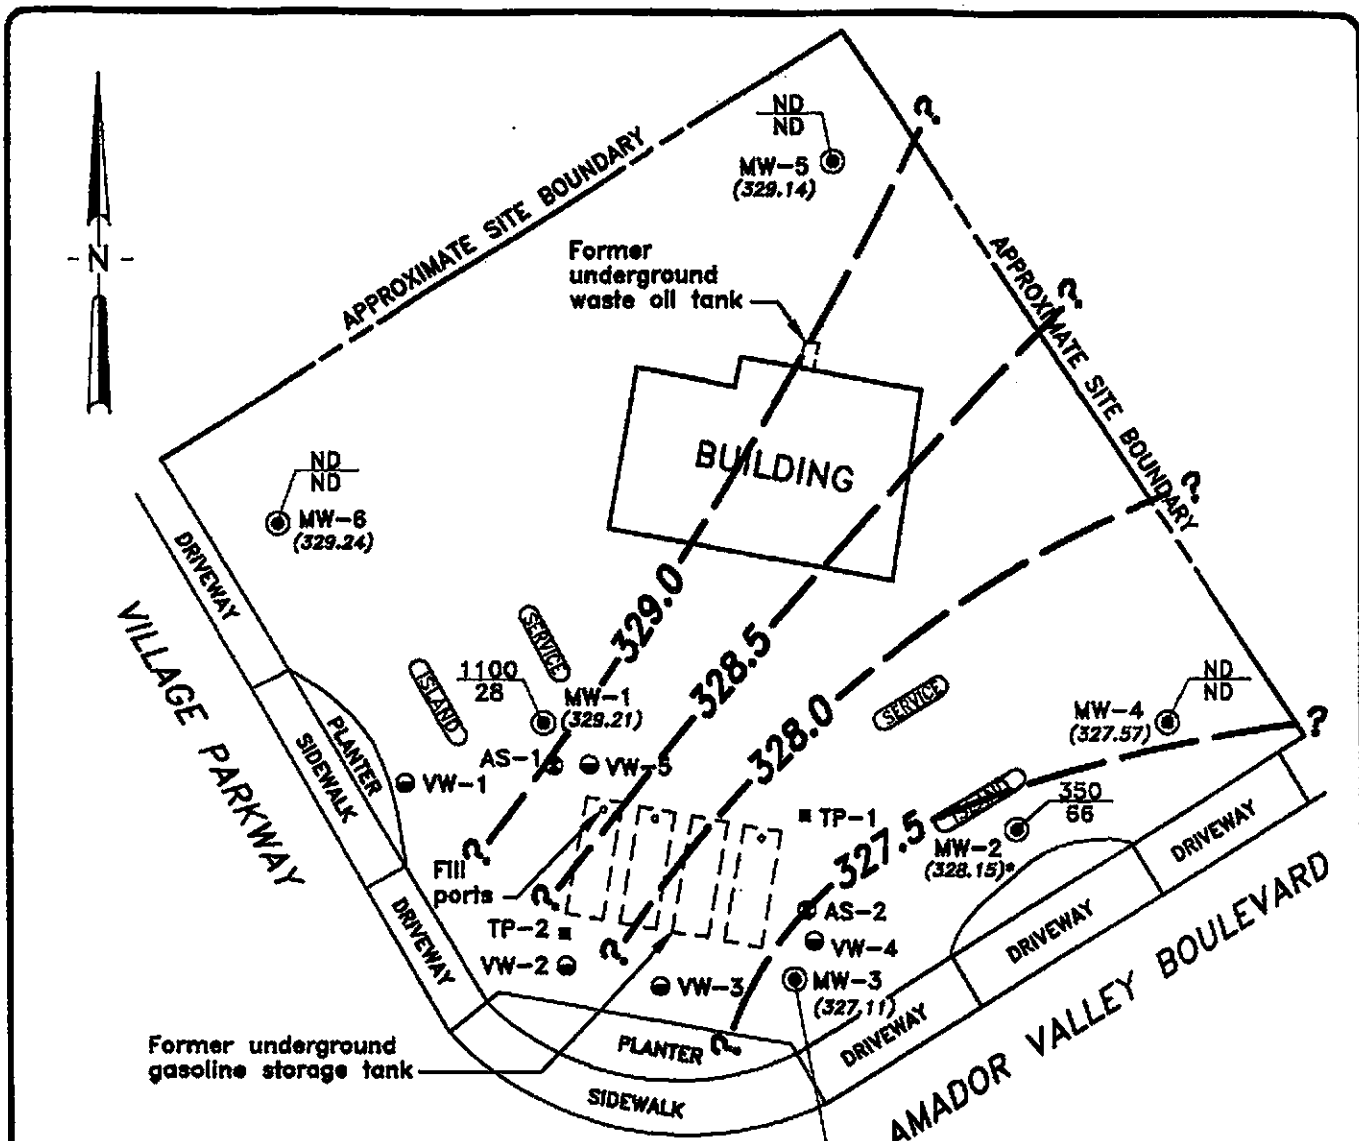 ND
ND
MW-5
(329.14)
?
N
APPROXIMATE SITE BOUNDARY
Former
underground
waste oil tank
APPROXIMATE SITE BOUNDARY
?
BUILDING
?
ND
ND
MW-6
(329.24)
DRIVEWAY
VILLAGE PARKWAY
SERVICE
ISLAND
329.0
328.5
328.0
SERVICE
1100
28
MW-1
(329.21)
ND
ND
MW-4
(327.57)
?
PLANTER
SIDEWALK
AS-1
VW-5
VW-1
ISLAND
350
66
TP-1
327.5
MW-2
(328.15)*
DRIVEWAY
?
Fill
ports
?
DRIVEWAY
AS-2
TP-2
?
VW-4
DRIVEWAY
VW-2
VW-3
MW-3
(327.11)
AMADOR VALLEY BOULEVARD
Former underground
gasoline storage tank
PLANTER
?
DRIVEWAY
SIDEWALK